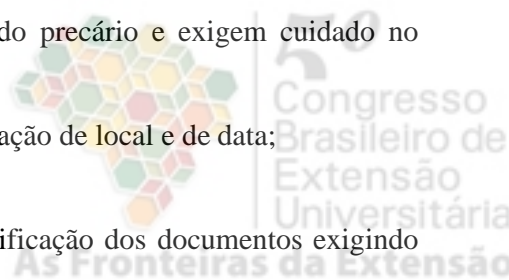 do precário e exigem cuidado no
5º
Congresso
ação de local e de data;
Brasileiro de
Extensão
Universitária
ificação dos documentos exigindo
As Fronteiras da Extensão